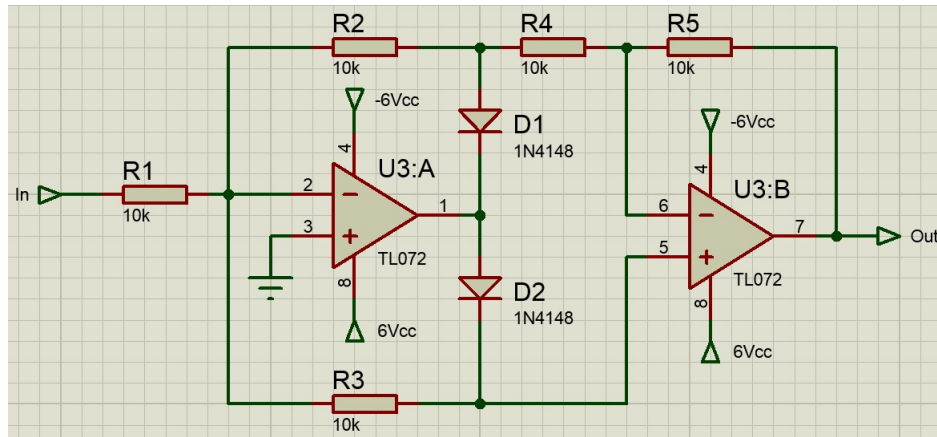 R2
10k
R4
10k
R5
10k
-6Vcc
4
D1
1N4148
-6Vcc
4
In
R1
10k
2
U3:A
1
3
TL072
8
6Vcc
6
U3:B
7
5
TL072
8
Out
D2
1N4148
6Vcc
R3
10k